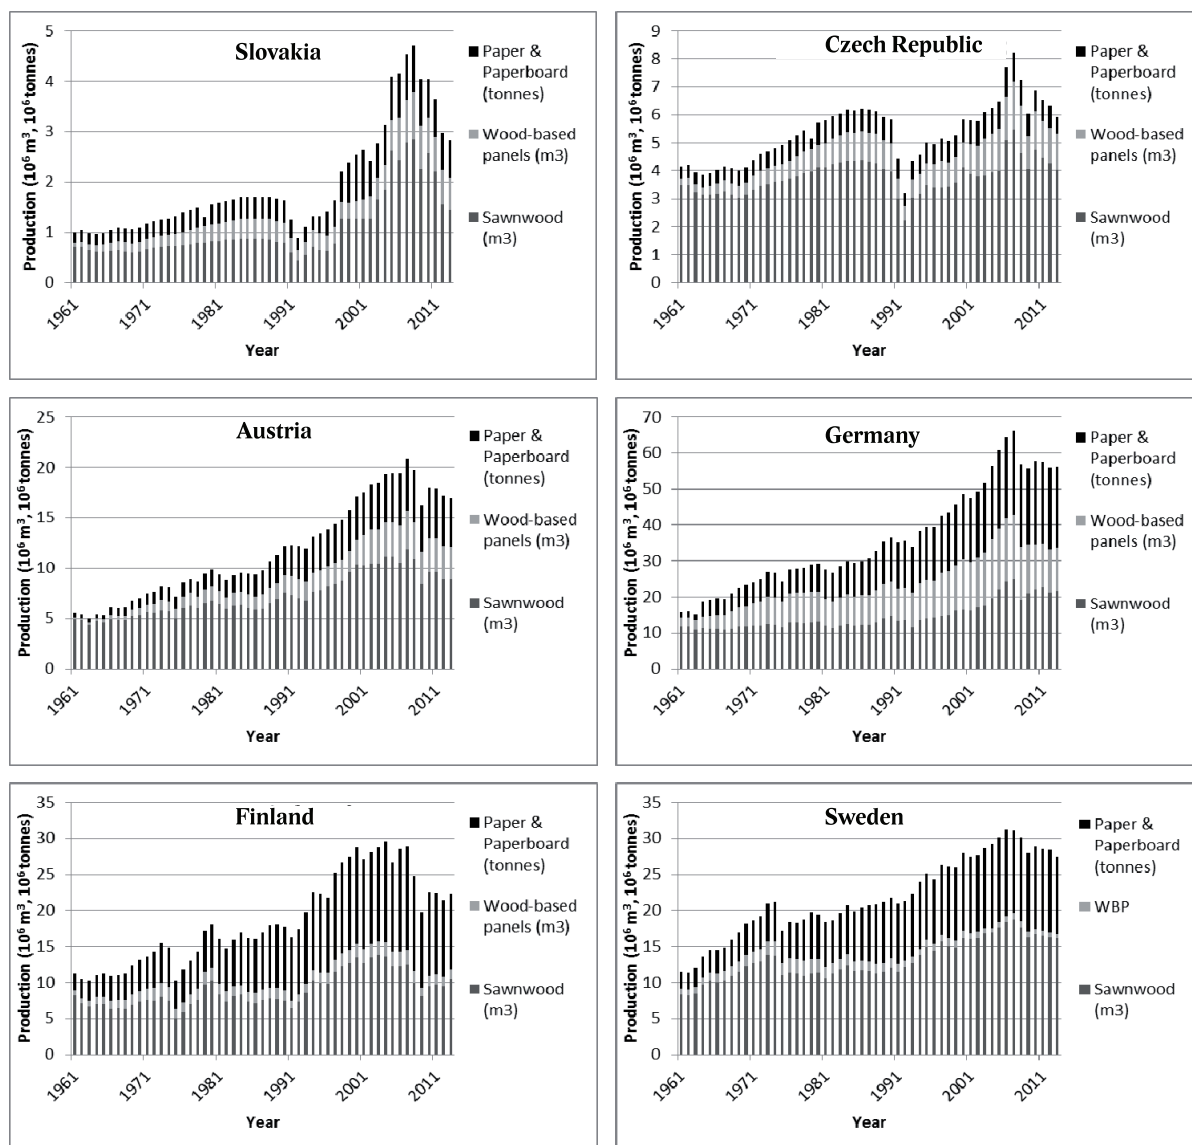 Slovakia
Production (10⁶ m³, 10⁶ tonnes)
5
4
3
2
1
0
1961
1971
1981
1991
2001
2011
Year
Paper &
Paperboard
(tonnes)
Wood-based
panels (m3)
Sawnwood
(m3)
Czech Republic
Production (10⁶ m³, 10⁶ tonnes)
9
8
7
6
5
4
3
2
1
0
1961
1971
1981
1991
2001
2011
Year
Paper &
Paperboard
(tonnes)
Wood-based
panels (m3)
Sawnwood
(m3)
Austria
Production (10⁶ m³, 10⁶ tonnes)
25
20
15
10
5
0
1961
1971
1981
1991
2001
2011
Year
Paper &
Paperboard
(tonnes)
Wood-based
panels (m3)
Sawnwood
(m3)
Germany
Production (10⁶ m³, 10⁶ tonnes)
70
60
50
40
30
20
10
0
1961
1971
1981
1991
2001
2011
Year
Paper &
Paperboard
(tonnes)
Wood-based
panels (m3)
Sawnwood
(m3)
Finland
Production (10⁶ m³, 10⁶ tonnes)
35
30
25
20
15
10
5
0
1961
1971
1981
1991
2001
2011
Year
Paper &
Paperboard
(tonnes)
Wood-based
panels (m3)
Sawnwood
(m3)
Sweden
Production (10⁶ m³, 10⁶ tonnes)
35
30
25
20
15
10
5
0
1961
1971
1981
1991
2001
2011
Year
Paper &
Paperboard
(tonnes)
WBP
Sawnwood
(m3)